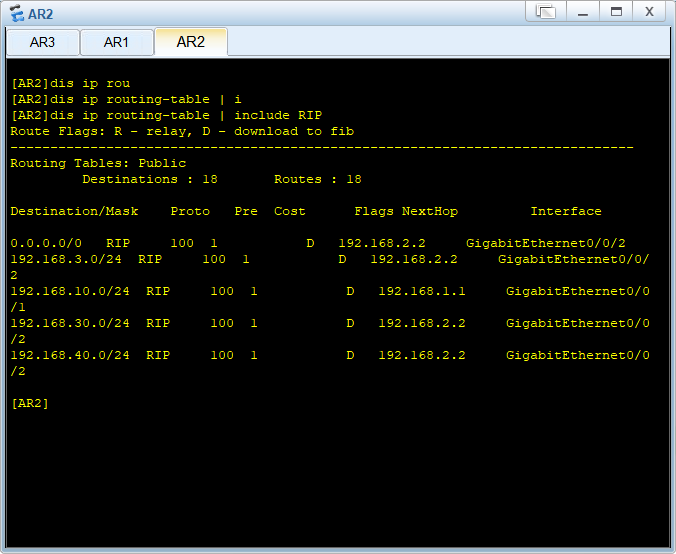 AR2
AR3 AR1 AR2
[AR2]dis ip rou
[AR2]dis ip routing-table | i
[AR2]dis ip routing-table | include RIP
Route Flags: R - relay, D - download to fib
------------------------------------------------------------------------------
Routing Tables: Public
         Destinations : 18       Routes : 18
Destination/Mask    Proto   Pre  Cost      Flags NextHop         Interface
0.0.0.0/0   RIP       100  1           D   192.168.2.2     GigabitEthernet0/0/2
192.168.3.0/24  RIP     100  1           D   192.168.2.2     GigabitEthernet0/0/
2
192.168.10.0/24  RIP     100  1           D   192.168.1.1     GigabitEthernet0/0
/1
192.168.30.0/24  RIP     100  1           D   192.168.2.2     GigabitEthernet0/0
/2
192.168.40.0/24  RIP     100  1           D   192.168.2.2     GigabitEthernet0/0
/2
[AR2]